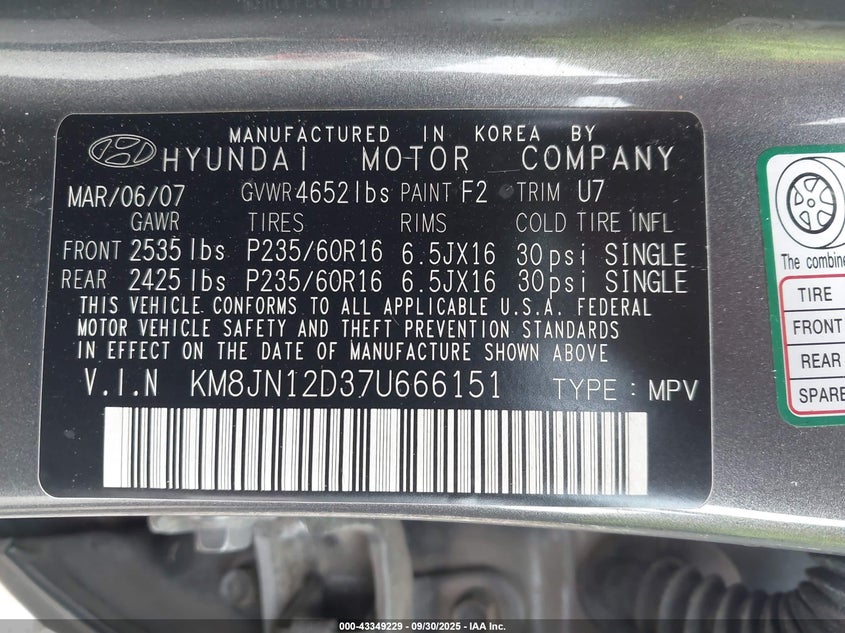 MANUFACTURED IN KOREA BY
HYUNDAI MOTOR COMPANY
MAR/06/07 GVWR 4652lbs PAINT F2 TRIM U7
GAWR TIRES RIMS COLD TIRE INFL
FRONT 2535 lbs P235/60R16 6.5JX16 30psi SINGLE
REAR 2425 lbs P235/60R16 6.5JX16 30psi SINGLE
THIS VEHICLE CONFORMS TO ALL APPLICABLE U.S.A. FEDERAL
MOTOR VEHICLE SAFETY AND THEFT PREVENTION STANDARDS
IN EFFECT ON THE DATE OF MANUFACTURE SHOWN ABOVE
V.I.N KM8JN12D37U666151 TYPE : MPV
The combine
TIRE
FRONT
REAR
SPARE
000-43349229 - 09/30/2025 - IAA Inc.